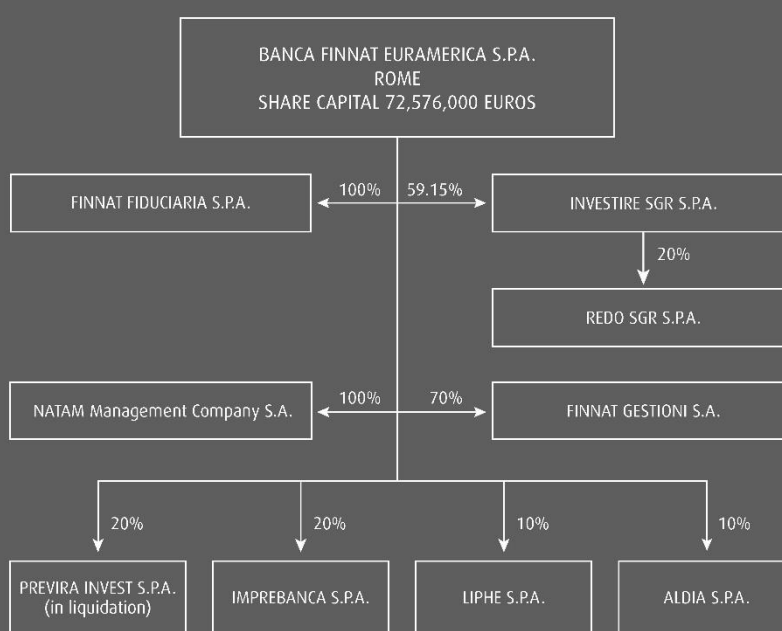 BANCA FINNAT EURAMERICA S.P.A.
ROME
SHARE CAPITAL 72,576,000 EUROS
FINNAT FIDUCIARIA S.P.A.
100%
59.15%
INVESTIRE SGR S.P.A.
20%
REDO SGR S.P.A.
NATAM Management Company S.A.
100%
70%
FINNAT GESTIONI S.A.
20%
20%
10%
10%
PREVIRA INVEST S.P.A.
(in liquidation)
IMPREBANCA S.P.A.
LIPHE S.P.A.
ALDIA S.P.A.